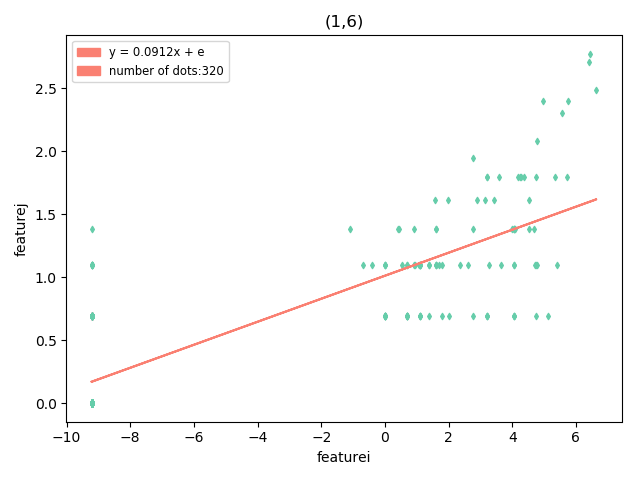 (1,6)
y = 0.0912x + e
number of dots:320
2.5
2.0
1.5
1.0
0.5
0.0
featurej
−10 −8 −6 −4 −2 0 2 4 6
featurei